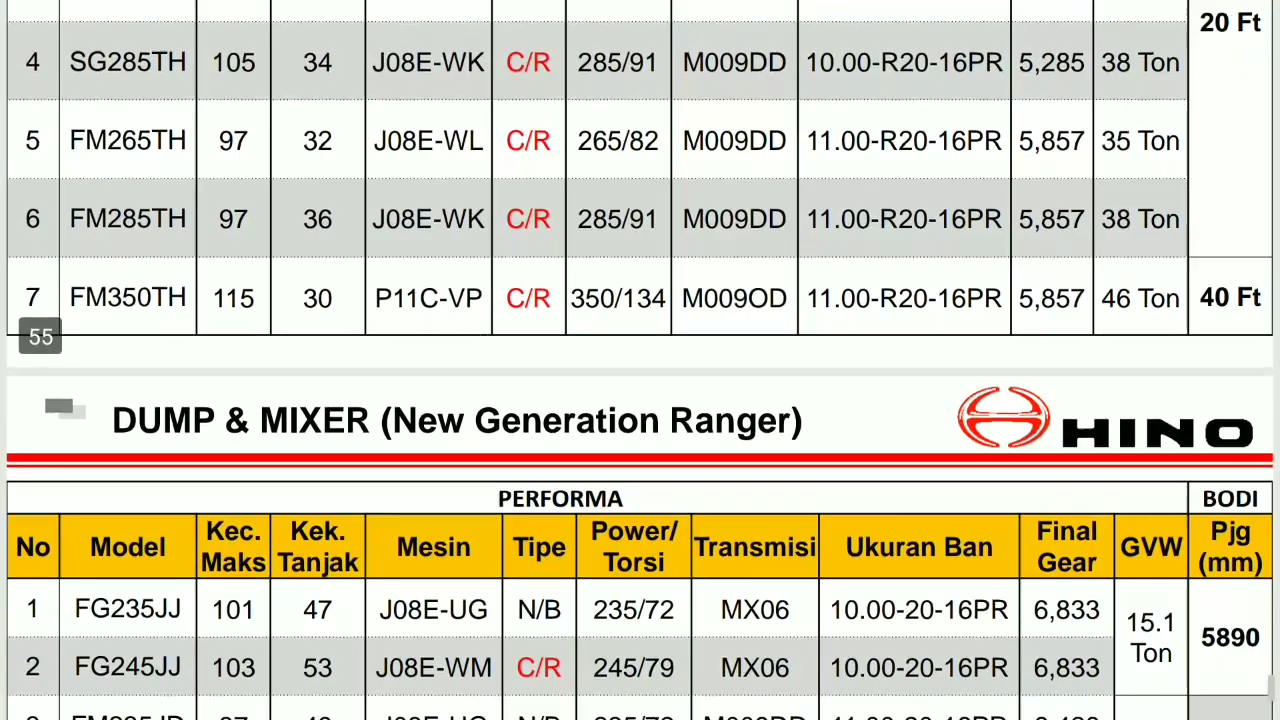 20 Ft
4 SG285TH 105 34 J08E-WK C/R 285/91 M009DD 10.00-R20-16PR 5,285 38 Ton
5 FM265TH 97 32 J08E-WL C/R 265/82 M009DD 11.00-R20-16PR 5,857 35 Ton
6 FM285TH 97 36 J08E-WK C/R 285/91 M009DD 11.00-R20-16PR 5,857 38 Ton
7 FM350TH 115 30 P11C-VP C/R 350/134 M009OD 11.00-R20-16PR 5,857 46 Ton 40 Ft
55
DUMP & MIXER (New Generation Ranger) HINO
PERFORMA BODI
No Model Kec. Maks Kek. Tanjak Mesin Tipe Power/ Torsi Transmisi Ukuran Ban Final Gear GVW Pjg (mm)
1 FG235JJ 101 47 J08E-UG N/B 235/72 MX06 10.00-20-16PR 6,833 15.1 Ton 5890
2 FG245JJ 103 53 J08E-WM C/R 245/79 MX06 10.00-20-16PR 6,833